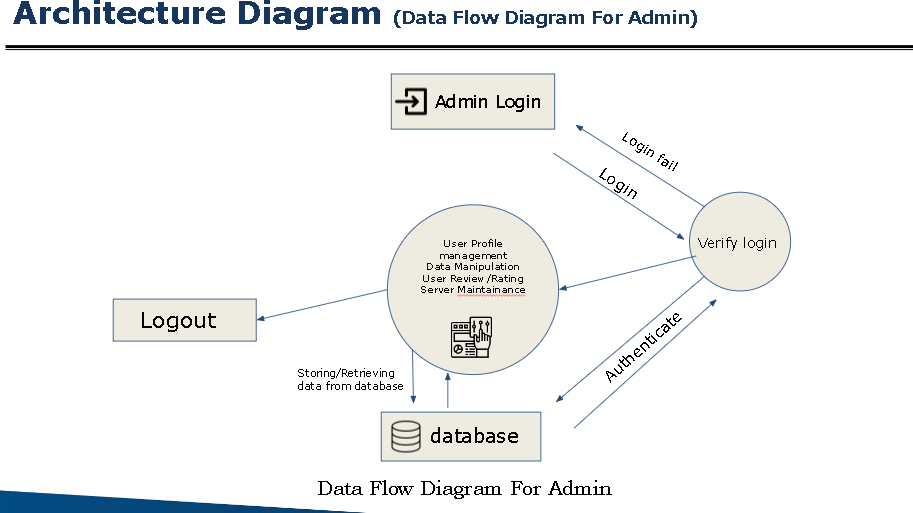 Architecture Diagram (Data Flow Diagram For Admin)
Admin Login
Login fail
Login
Verify login
User Profile
management
Data Manipulation
User Review /Rating
Server Maintainance
Logout
Authenticate
Storing/Retrieving
data from database
database
Data Flow Diagram For Admin